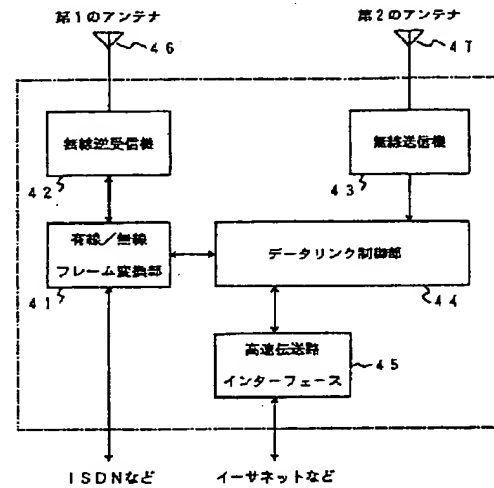 第1のアンテナ
第2のアンテナ
46
47
無線送受信機
無線送信機
42
43
有線／無線
フレーム変換部
データリンク制御部
41
44
高速伝送路
インターフェース
45
ISDNなど
イーサネットなど